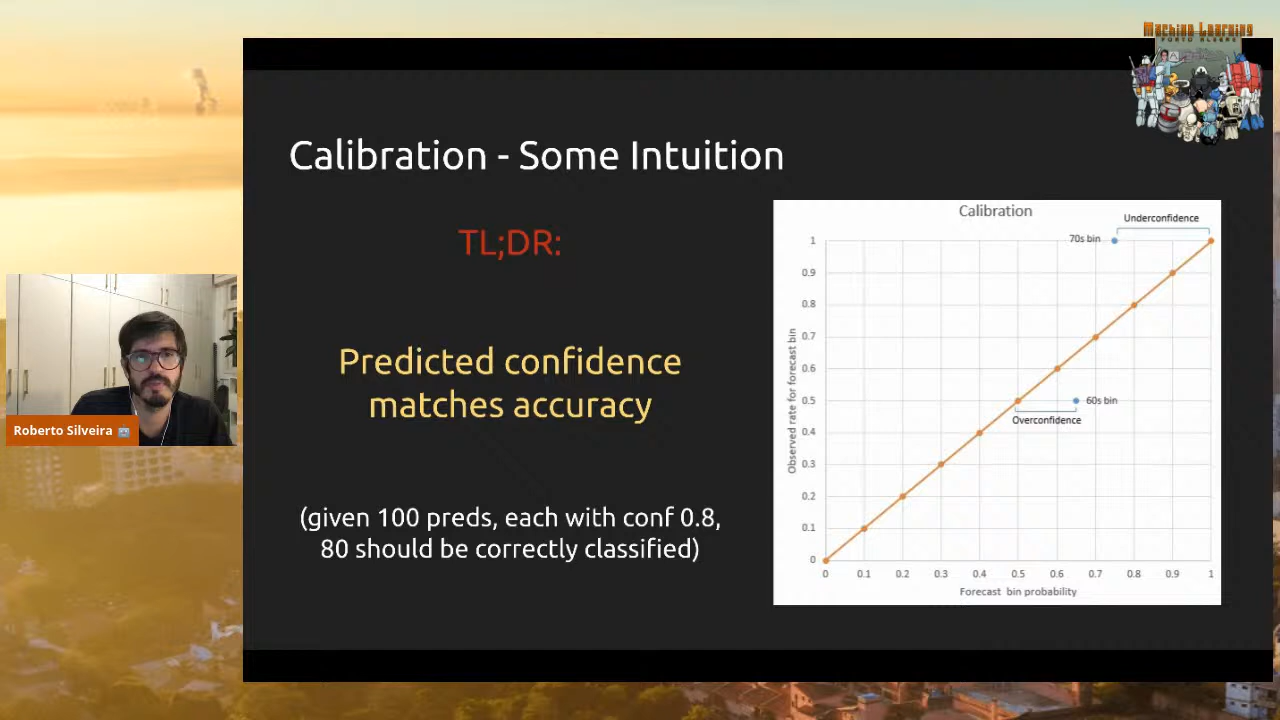 Machine Learning
PORTO ALEGRE
Calibration - Some Intuition
TL;DR:
Predicted confidence
matches accuracy
(given 100 preds, each with conf 0.8,
80 should be correctly classified)
Calibration
Underconfidence
70s bin
60s bin
Overconfidence
Observed rate for forecast bin
1
0.9
0.8
0.7
0.6
0.5
0.4
0.3
0.2
0.1
0
0 0.1 0.2 0.3 0.4 0.5 0.6 0.7 0.8 0.9 1
Forecast bin probability
Roberto Silveira